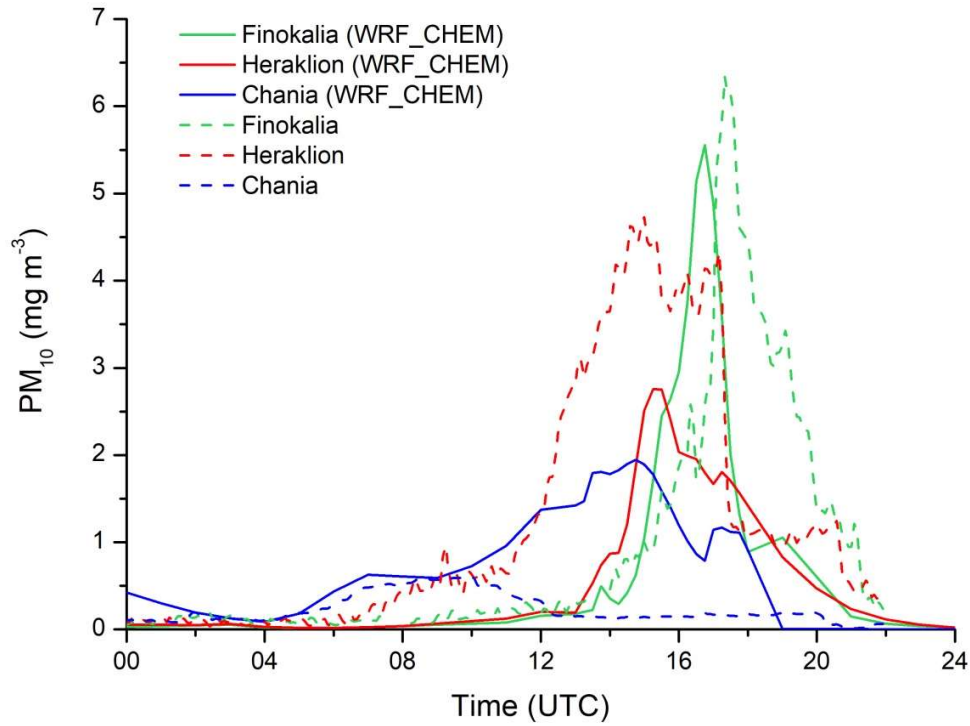 7
6
5
4
3
2
1
0
PM10 (mg m-3)
Finokalia (WRF_CHEM)
Heraklion (WRF_CHEM)
Chania (WRF_CHEM)
Finokalia
Heraklion
Chania
00 04 08 12 16 20 24
Time (UTC)